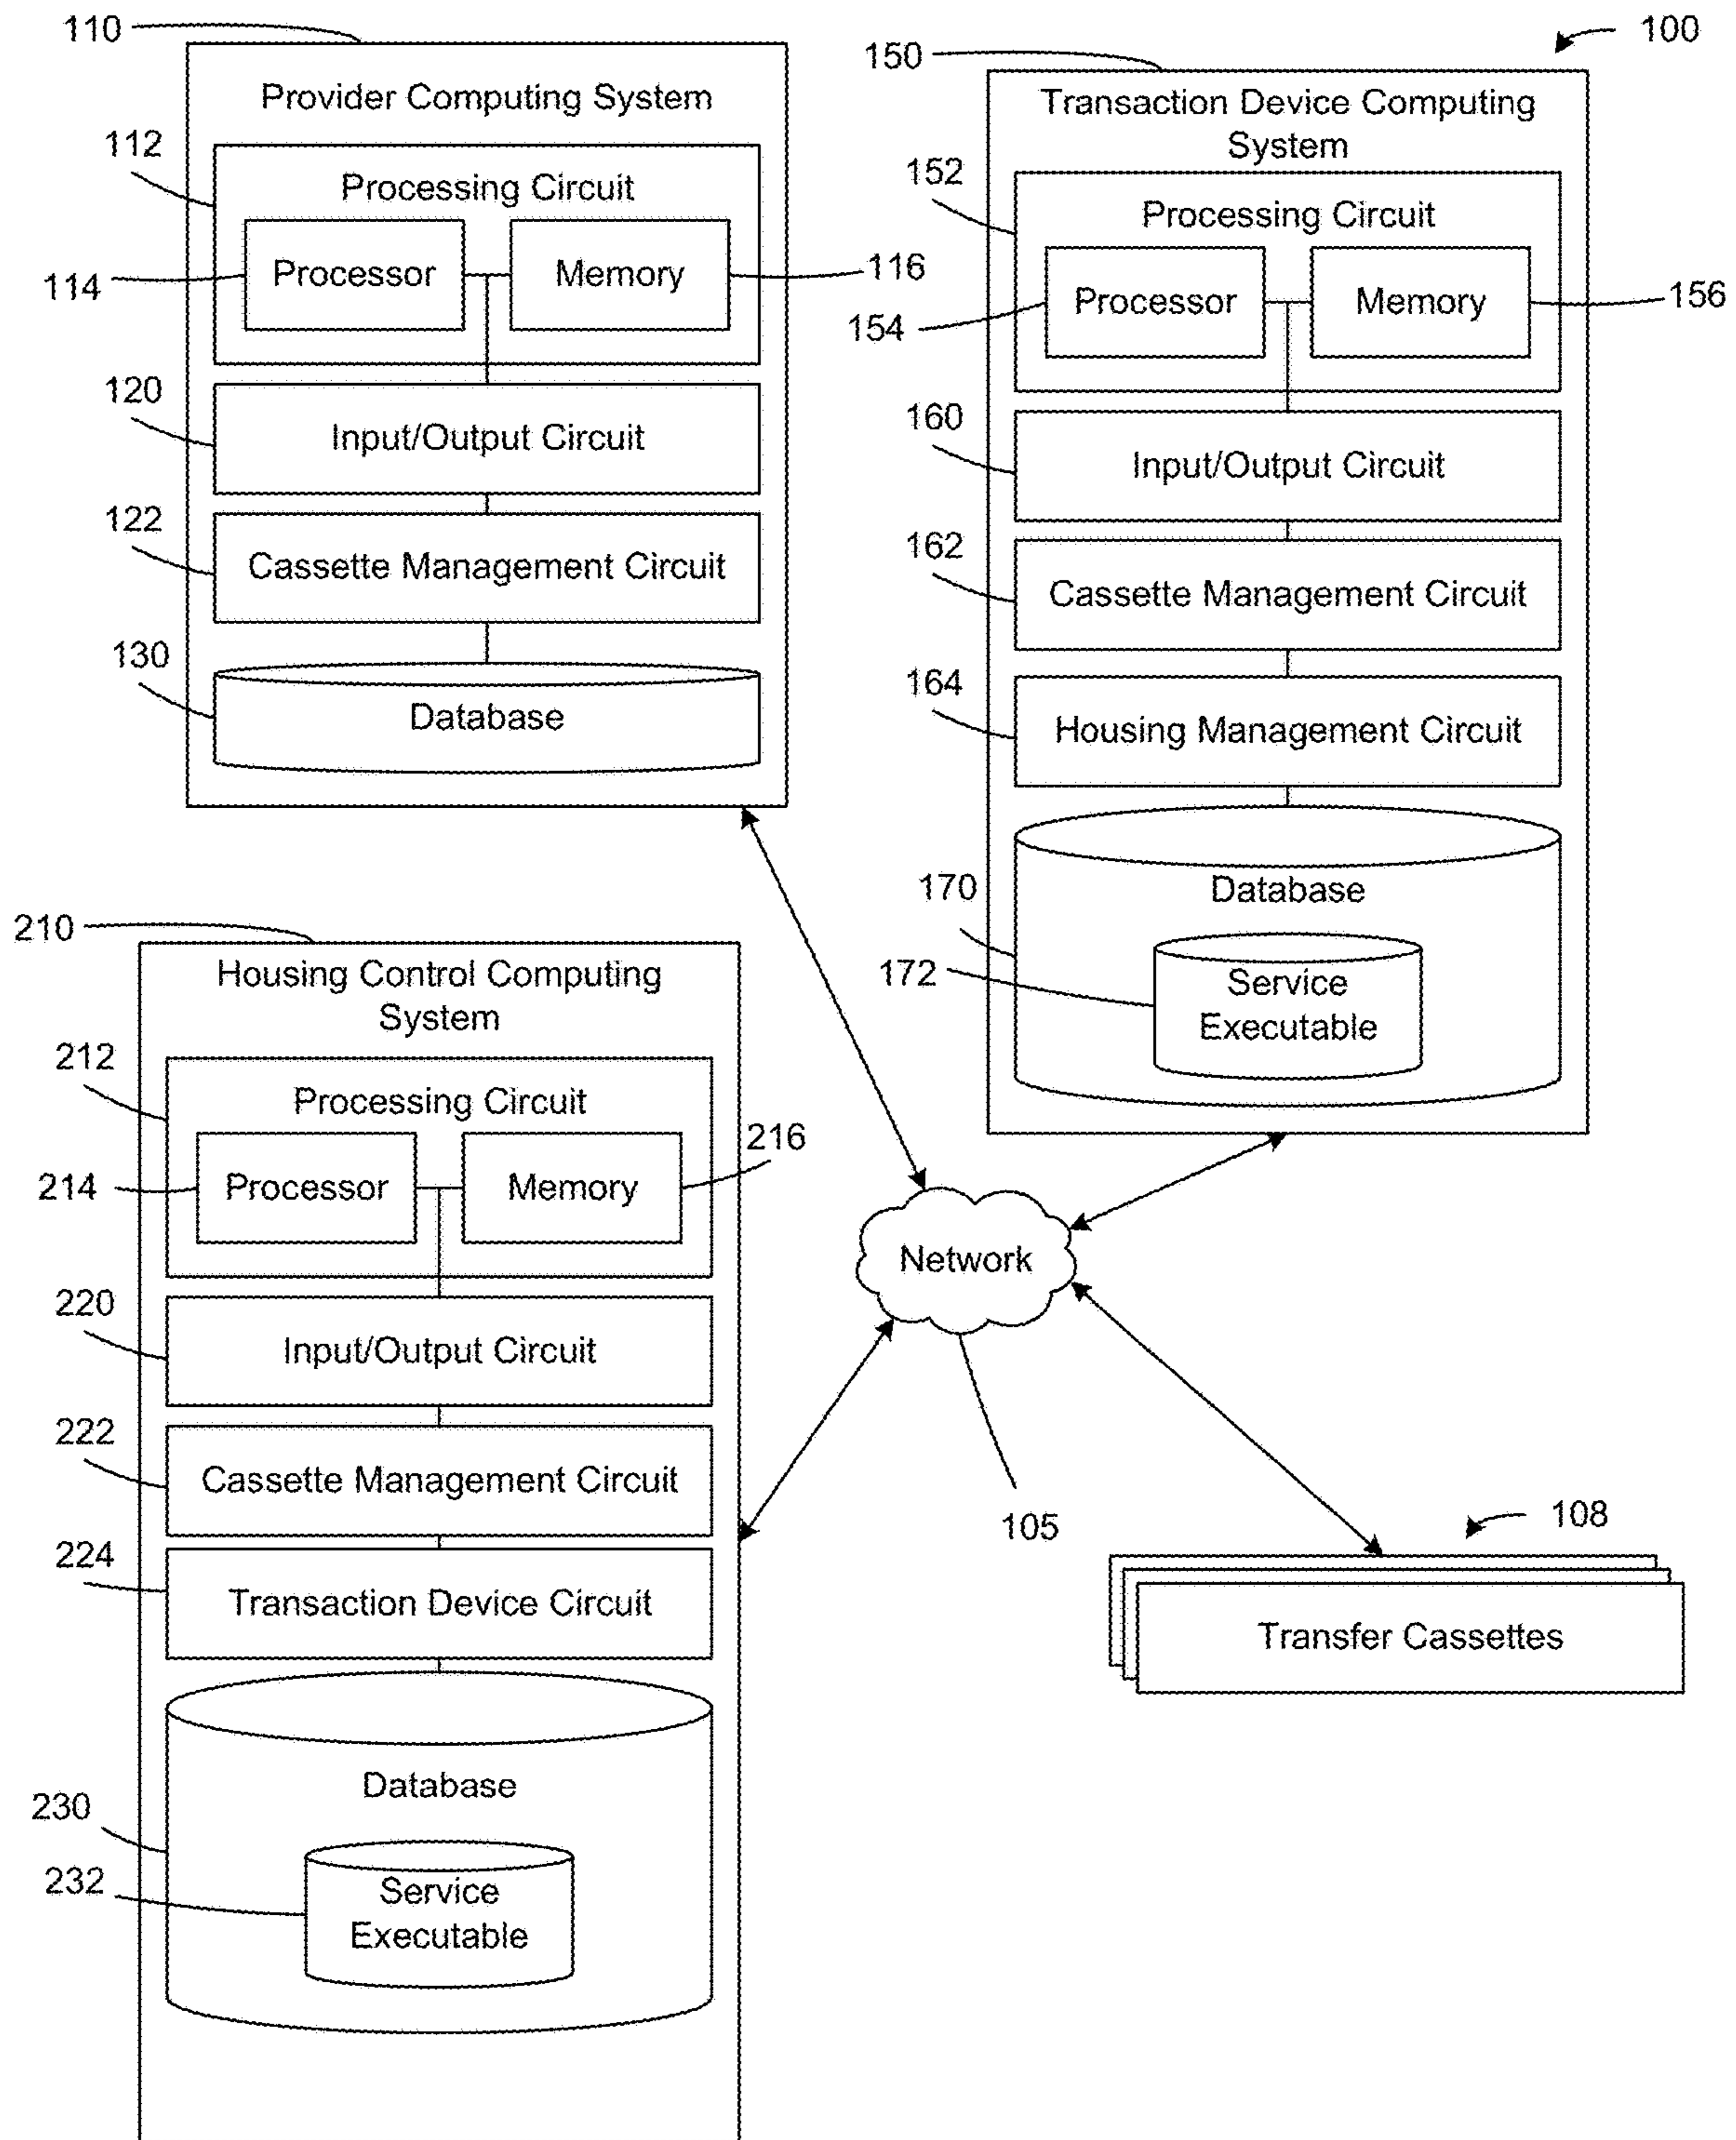 100
110
Provider Computing System
112
Processing Circuit
114
Processor
Memory
116
120
Input/Output Circuit
122
Cassette Management Circuit
130
Database
150
Transaction Device Computing
System
152
Processing Circuit
154
Processor
Memory
156
160
Input/Output Circuit
162
Cassette Management Circuit
164
Housing Management Circuit
170
Database
172
Service
Executable
210
Housing Control Computing
System
212
Processing Circuit
214
Processor
Memory
216
220
Input/Output Circuit
222
Cassette Management Circuit
224
Transaction Device Circuit
230
Database
232
Service
Executable
Network
105
108
Transfer Cassettes